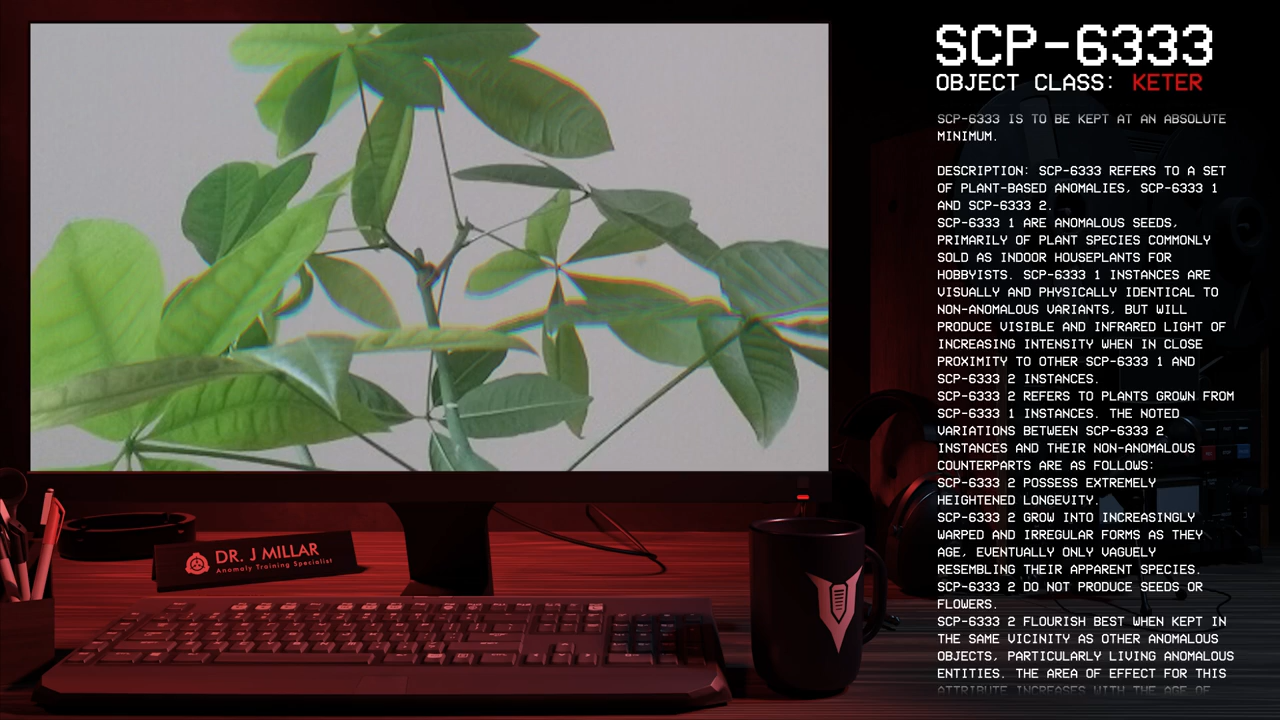 SCP-6333
OBJECT CLASS: KETER
SCP-6333 IS TO BE KEPT AT AN ABSOLUTE
MINIMUM.
DESCRIPTION: SCP-6333 REFERS TO A SET
OF PLANT-BASED ANOMALIES, SCP-6333 1
AND SCP-6333 2.
SCP-6333 1 ARE ANOMALOUS SEEDS,
PRIMARILY OF PLANT SPECIES COMMONLY
SOLD AS INDOOR HOUSEPLANTS FOR
HOBBYISTS. SCP-6333 1 INSTANCES ARE
VISUALLY AND PHYSICALLY IDENTICAL TO
NON-ANOMALOUS VARIANTS, BUT WILL
PRODUCE VISIBLE AND INFRARED LIGHT OF
INCREASING INTENSITY WHEN IN CLOSE
PROXIMITY TO OTHER SCP-6333 1 AND
SCP-6333 2 INSTANCES.
SCP-6333 2 REFERS TO PLANTS GROWN FROM
SCP-6333 1 INSTANCES. THE NOTED
VARIATIONS BETWEEN SCP-6333 2
INSTANCES AND THEIR NON-ANOMALOUS
COUNTERPARTS ARE AS FOLLOWS:
SCP-6333 2 POSSESS EXTREMELY
HEIGHTENED LONGEVITY.
SCP-6333 2 GROW INTO INCREASINGLY
WARPED AND IRREGULAR FORMS AS THEY
AGE, EVENTUALLY ONLY VAGUELY
RESEMBLING THEIR APPARENT SPECIES.
SCP-6333 2 DO NOT PRODUCE SEEDS OR
FLOWERS.
SCP-6333 2 FLOURISH BEST WHEN KEPT IN
THE SAME VICINITY AS OTHER ANOMALOUS
OBJECTS, PARTICULARLY LIVING ANOMALOUS
ENTITIES. THE AREA OF EFFECT FOR THIS
ATTRIBUTE INCREASES WITH THE AGE OF
DR. J MILLAR
Anomaly Training Specialist